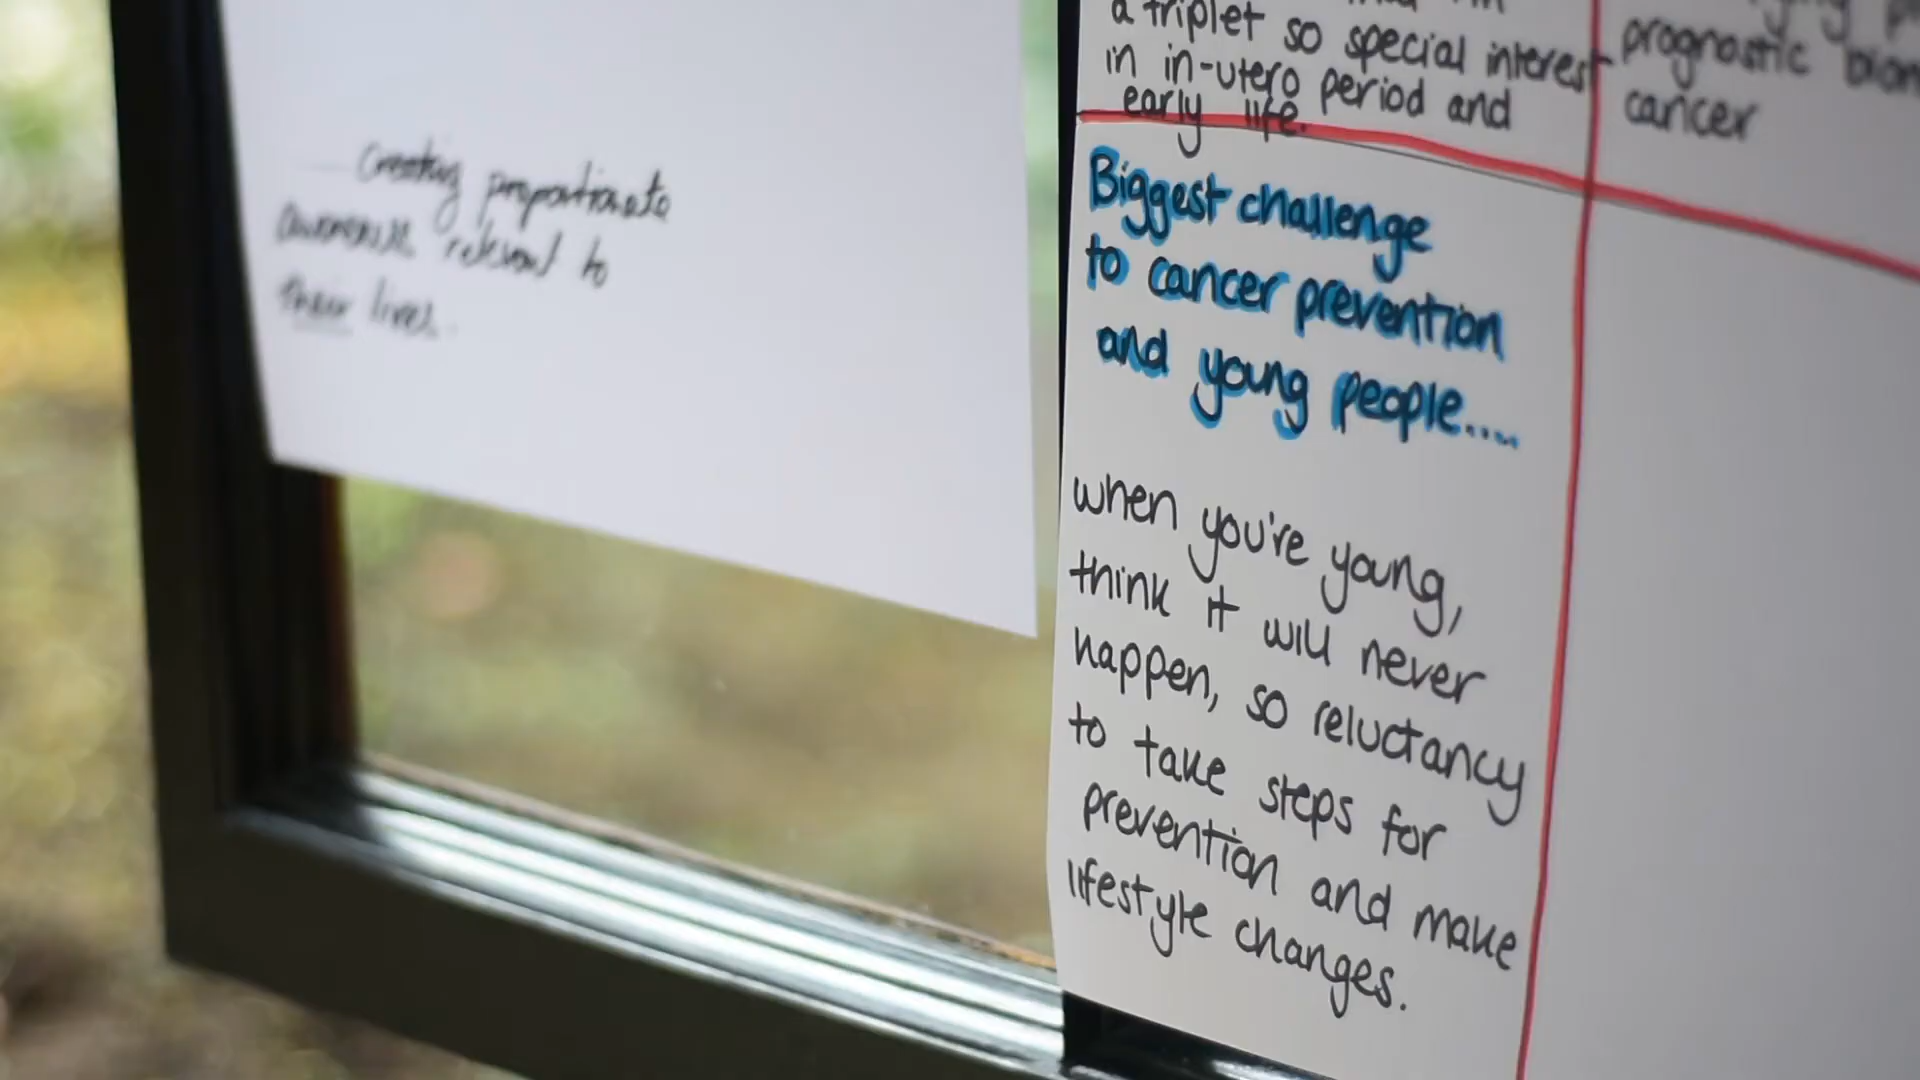 creating proportionate
awareness relevant to
their lives.
a triplet so special interest
in in-utero period and
early life.
prognostic
cancer
Biggest challenge
to cancer prevention
and young people....
when you're young,
think it will never
happen, so reluctancy
to take steps for
prevention and make
lifestyle changes.